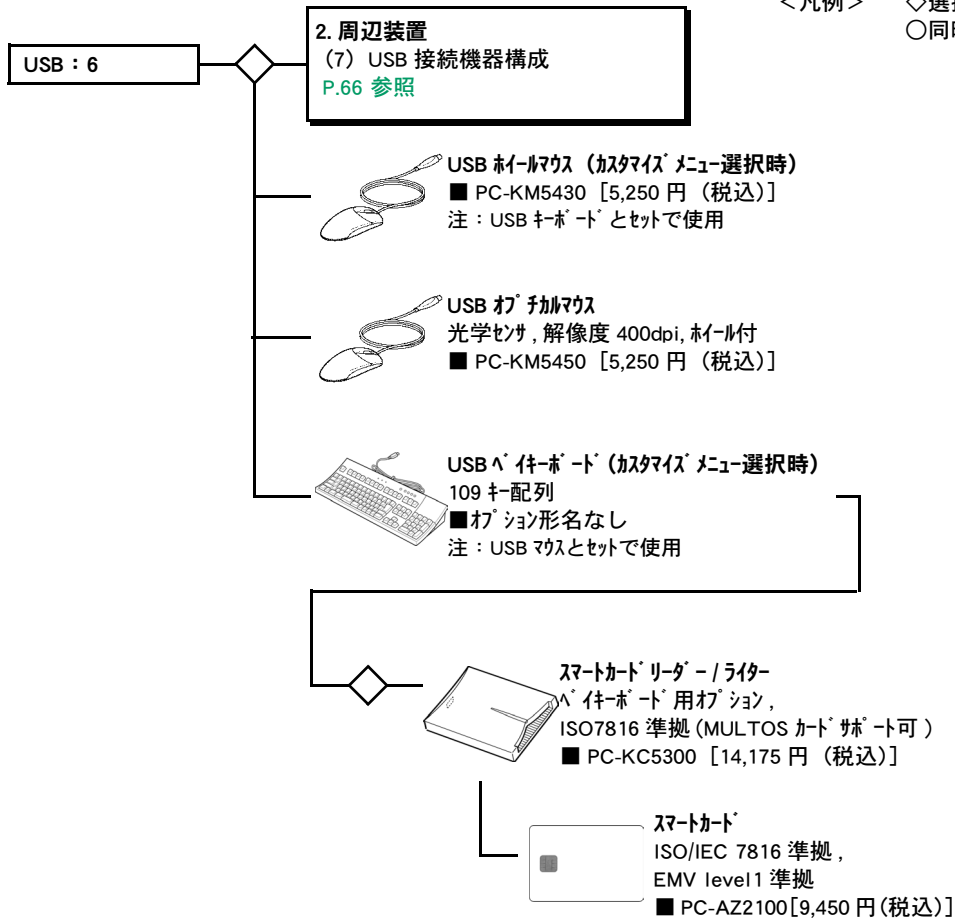 ＜凡例＞ ◇選
○同
2. 周辺装置
(7) USB 接続機器構成
P.66 参照
USB：6
USB ﾎｲｰﾙﾏｳｽ（ｶｽﾀﾏｲｽﾞ ﾒﾆｭｰ選択時）
■ PC-KM5430［5,250 円（税込）］
注：USB ｷｰﾎﾞｰﾄﾞとｾｯﾄで使用
USB ｵﾌﾟﾁｶﾙﾏｳｽ
光学ｾﾝｻ , 解像度 400dpi, ﾎｲｰﾙ付
■ PC-KM5450［5,250 円（税込）］
USB ﾍﾞｲｷｰﾎﾞｰﾄﾞ（ｶｽﾀﾏｲｽﾞ ﾒﾆｭｰ選択時）
109 ｷｰ配列
■ｵﾌﾟｼｮﾝ形名なし
注：USB ﾏｳｽとｾｯﾄで使用
ｽﾏｰﾄｶｰﾄﾞ ﾘｰﾀﾞｰ / ﾗｲﾀｰ
ﾍﾞｲｷｰﾎﾞｰﾄﾞ用ｵﾌﾟｼｮﾝ ,
ISO7816 準拠 (MULTOS ｶｰﾄﾞｻﾎﾟｰﾄ可 )
■ PC-KC5300［14,175 円（税込）］
ｽﾏｰﾄｶｰﾄﾞ
ISO/IEC 7816 準拠 ,
EMV level1 準拠
■ PC-AZ2100[9,450 円(税込)]